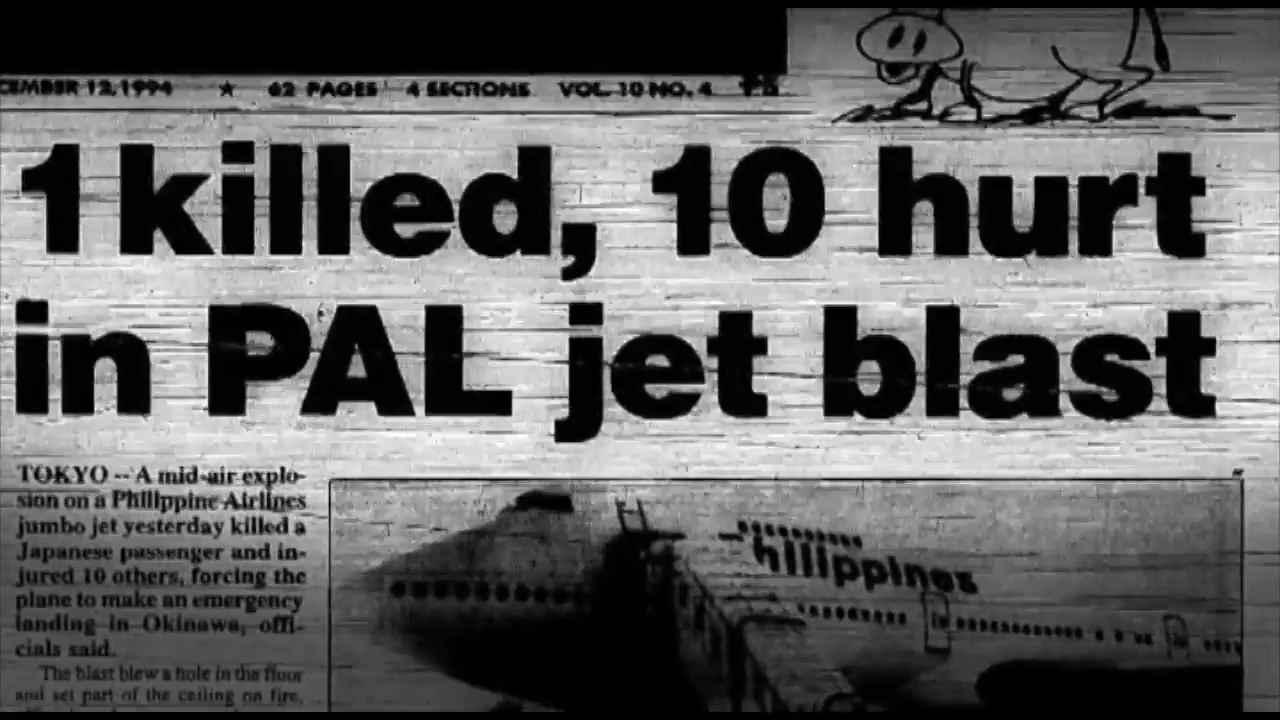 CEMBER 12, 1994 ★ 62 PAGES 4 SECTIONS VOL. 10 NO. 4
1 killed, 10 hurt
in PAL jet blast
TOKYO -- A mid-air explo-
sion on a Philippine Airlines
jumbo jet yesterday killed a
Japanese passenger and in-
jured 10 others, forcing the
plane to make an emergency
landing in Okinawa, offi-
cials said.
The blast blew a hole in the floor
and set part of the ceiling on fire,
Philippines